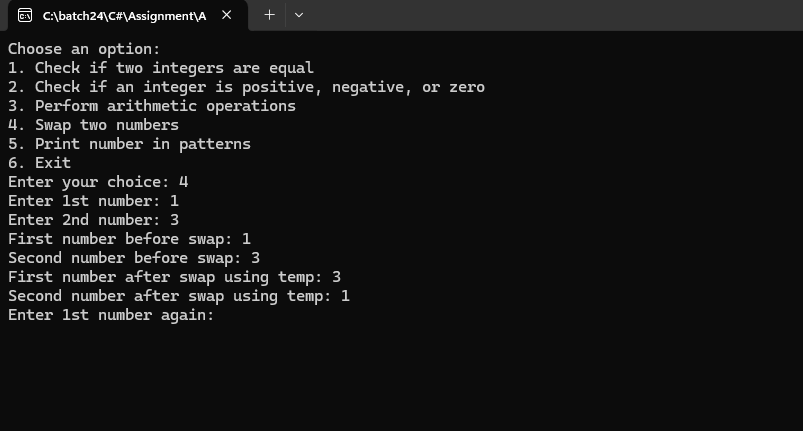 C:\batch24\C#\Assignment\A
Choose an option:
1. Check if two integers are equal
2. Check if an integer is positive, negative, or zero
3. Perform arithmetic operations
4. Swap two numbers
5. Print number in patterns
6. Exit
Enter your choice: 4
Enter 1st number: 1
Enter 2nd number: 3
First number before swap: 1
Second number before swap: 3
First number after swap using temp: 3
Second number after swap using temp: 1
Enter 1st number again: